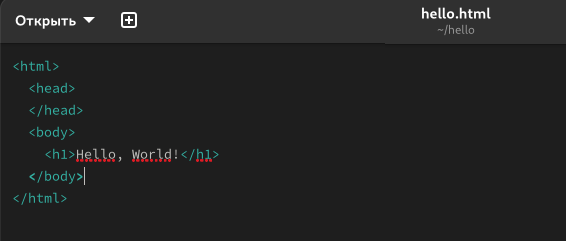 Открыть
hello.html
~/hello
<html>
  <head>
  </head>
  <body>
    <h1>Hello, World!</h1>
  </body>
</html>